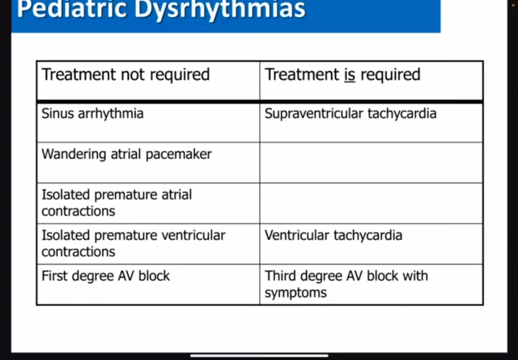 Pediatric Dysrhythmias
Treatment not required
Treatment is required
Sinus arrhythmia
Supraventricular tachycardia
Wandering atrial pacemaker
Isolated premature atrial
contractions
Isolated premature ventricular
contractions
Ventricular tachycardia
First degree AV block
Third degree AV block with
symptoms